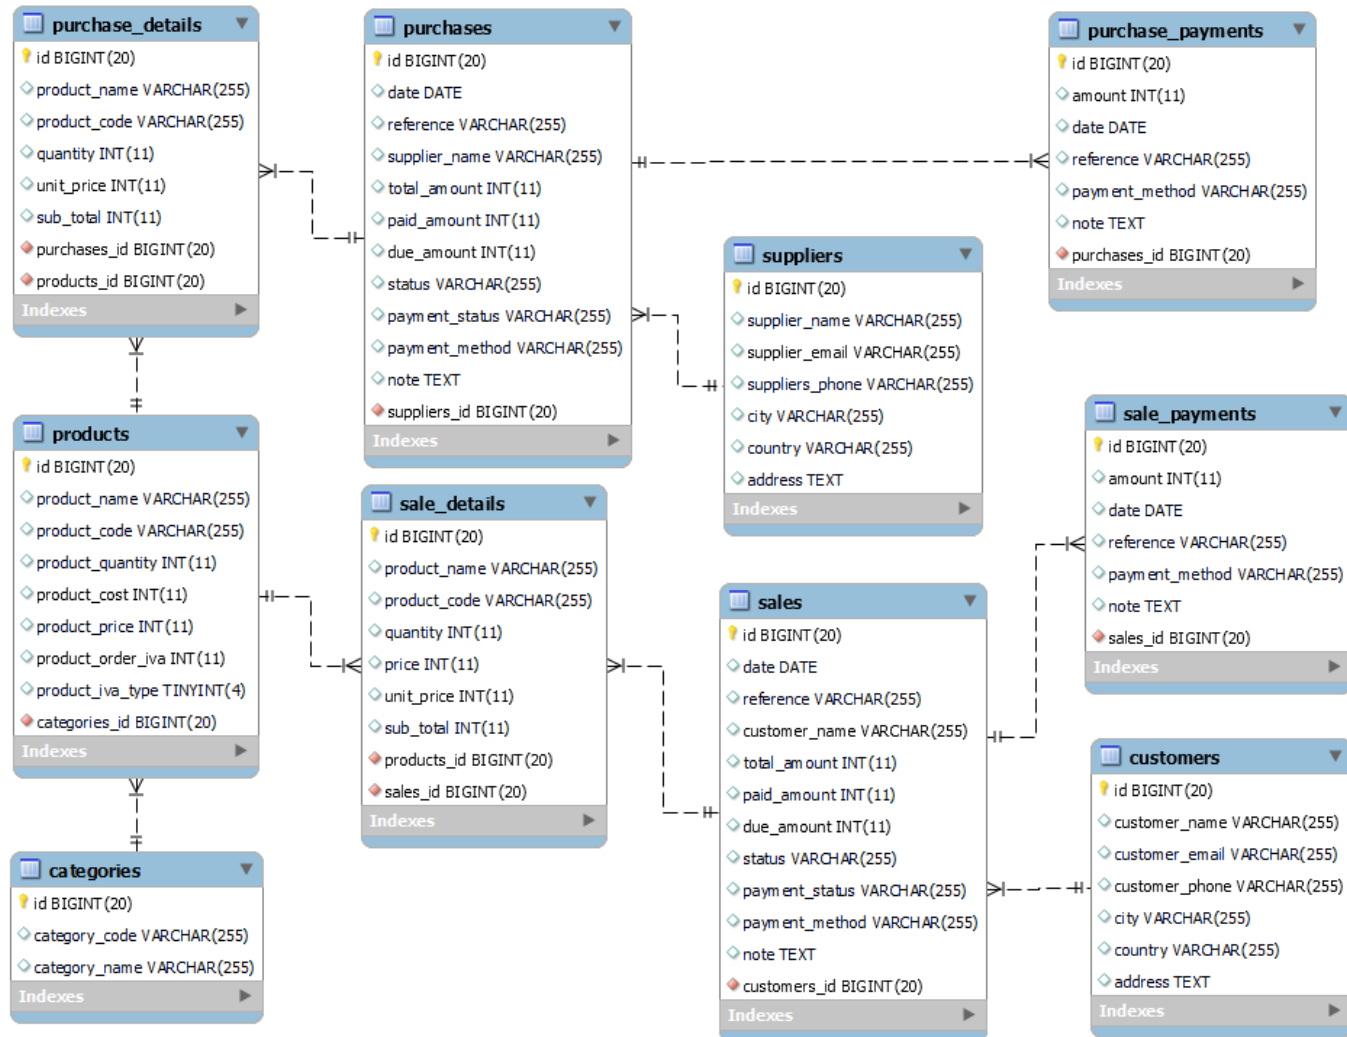 purchase_details
id BIGINT(20)
product_name VARCHAR(255)
product_code VARCHAR(255)
quantity INT(11)
unit_price INT(11)
sub_total INT(11)
purchases_id BIGINT(20)
products_id BIGINT(20)
Indexes
purchases
id BIGINT(20)
date DATE
reference VARCHAR(255)
supplier_name VARCHAR(255)
total_amount INT(11)
paid_amount INT(11)
due_amount INT(11)
status VARCHAR(255)
payment_status VARCHAR(255)
payment_method VARCHAR(255)
note TEXT
suppliers_id BIGINT(20)
Indexes
purchase_payments
id BIGINT(20)
amount INT(11)
date DATE
reference VARCHAR(255)
payment_method VARCHAR(255)
note TEXT
purchases_id BIGINT(20)
Indexes
suppliers
id BIGINT(20)
supplier_name VARCHAR(255)
supplier_email VARCHAR(255)
suppliers_phone VARCHAR(255)
city VARCHAR(255)
country VARCHAR(255)
address TEXT
Indexes
products
id BIGINT(20)
product_name VARCHAR(255)
product_code VARCHAR(255)
product_quantity INT(11)
product_cost INT(11)
product_price INT(11)
product_order_iva INT(11)
product_iva_type TINYINT(4)
categories_id BIGINT(20)
Indexes
sale_details
id BIGINT(20)
product_name VARCHAR(255)
product_code VARCHAR(255)
quantity INT(11)
price INT(11)
unit_price INT(11)
sub_total INT(11)
products_id BIGINT(20)
sales_id BIGINT(20)
Indexes
sale_payments
id BIGINT(20)
amount INT(11)
date DATE
reference VARCHAR(255)
payment_method VARCHAR(255)
note TEXT
sales_id BIGINT(20)
Indexes
sales
id BIGINT(20)
date DATE
reference VARCHAR(255)
customer_name VARCHAR(255)
total_amount INT(11)
paid_amount INT(11)
due_amount INT(11)
status VARCHAR(255)
payment_status VARCHAR(255)
payment_method VARCHAR(255)
note TEXT
customers_id BIGINT(20)
Indexes
customers
id BIGINT(20)
customer_name VARCHAR(255)
customer_email VARCHAR(255)
customer_phone VARCHAR(255)
city VARCHAR(255)
country VARCHAR(255)
address TEXT
Indexes
categories
id BIGINT(20)
category_code VARCHAR(255)
category_name VARCHAR(255)
Indexes